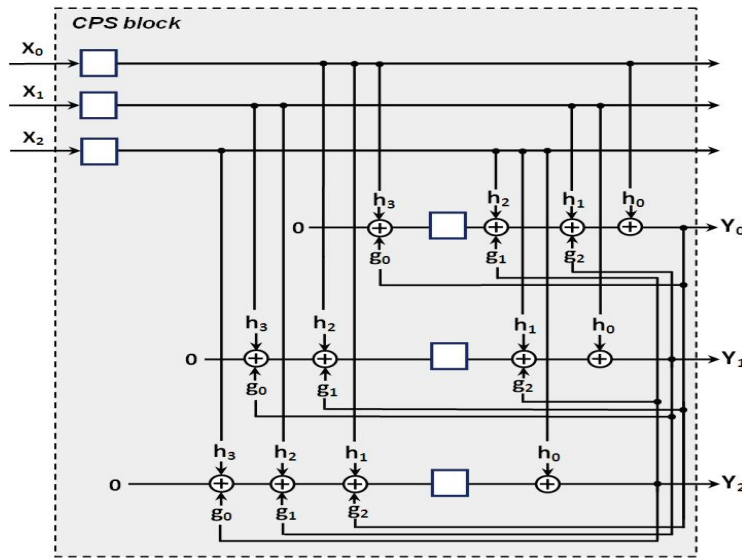 CPS block
X₀
X₁
X₂
h₃ h₂ h₁ h₀
0 Y₀
g₀ g₁ g₂
h₃ h₂ h₁ h₀
0 Y₁
g₀ g₁ g₂
h₃ h₂ h₁ h₀
0 Y₂
g₀ g₁ g₂